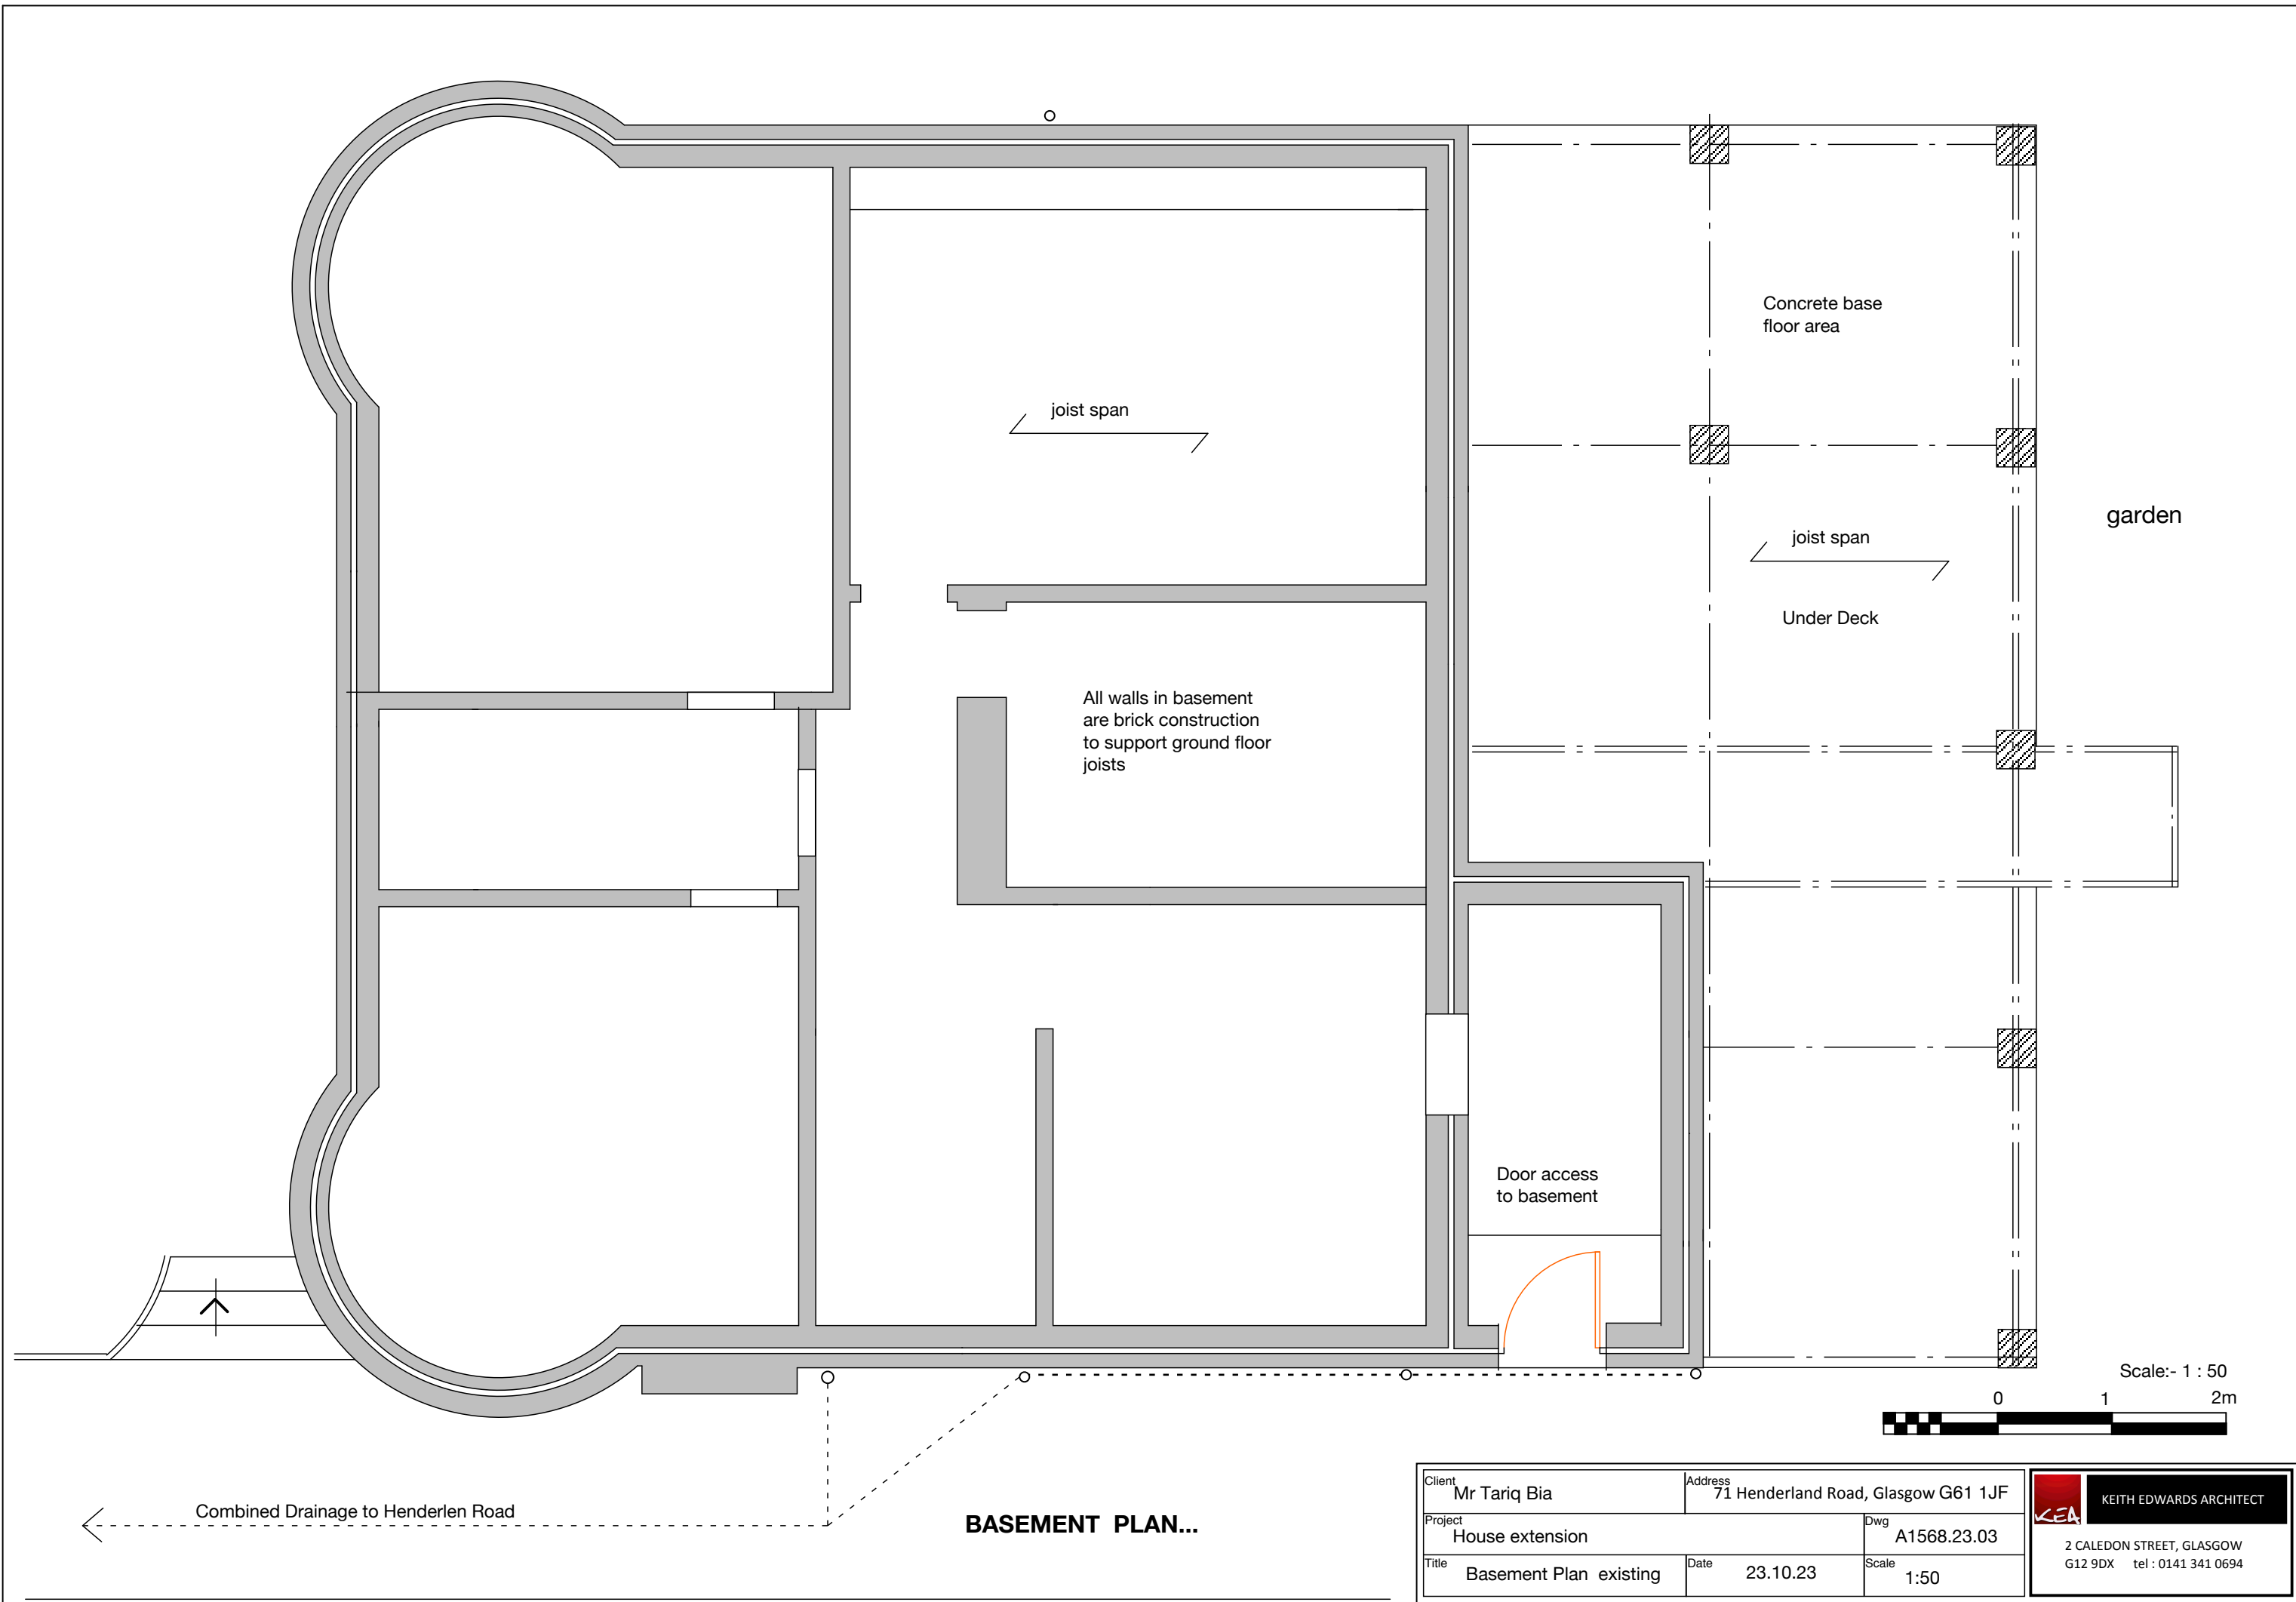 joist span
Concrete base
floor area
garden
joist span
Under Deck
All walls in basement
are brick construction
to support ground floor
joists
Door access
to basement
Scale:- 1 : 50
0 1 2m
Combined Drainage to Henderlen Road
BASEMENT PLAN...
Client Mr Tariq Bia
Address 71 Henderland Road, Glasgow G61 1JF
Project House extension
Dwg A1568.23.03
Title Basement Plan existing
Date 23.10.23
Scale 1:50
KEA
KEITH EDWARDS ARCHITECT
2 CALEDON STREET, GLASGOW
G12 9DX tel : 0141 341 0694